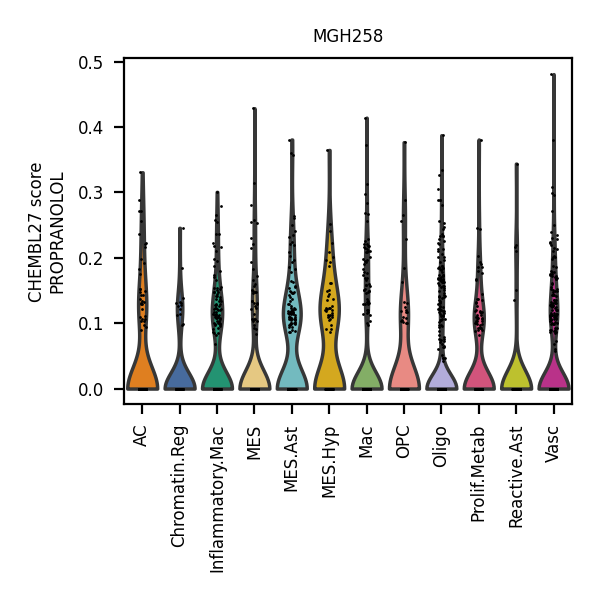 MGH258
CHEMBL27 score
PROPRANOLOL
0.5
0.4
0.3
0.2
0.1
0.0
AC
Chromatin.Reg
Inflammatory.Mac
MES
MES.Ast
MES.Hyp
Mac
OPC
Oligo
Prolif.Metab
Reactive.Ast
Vasc